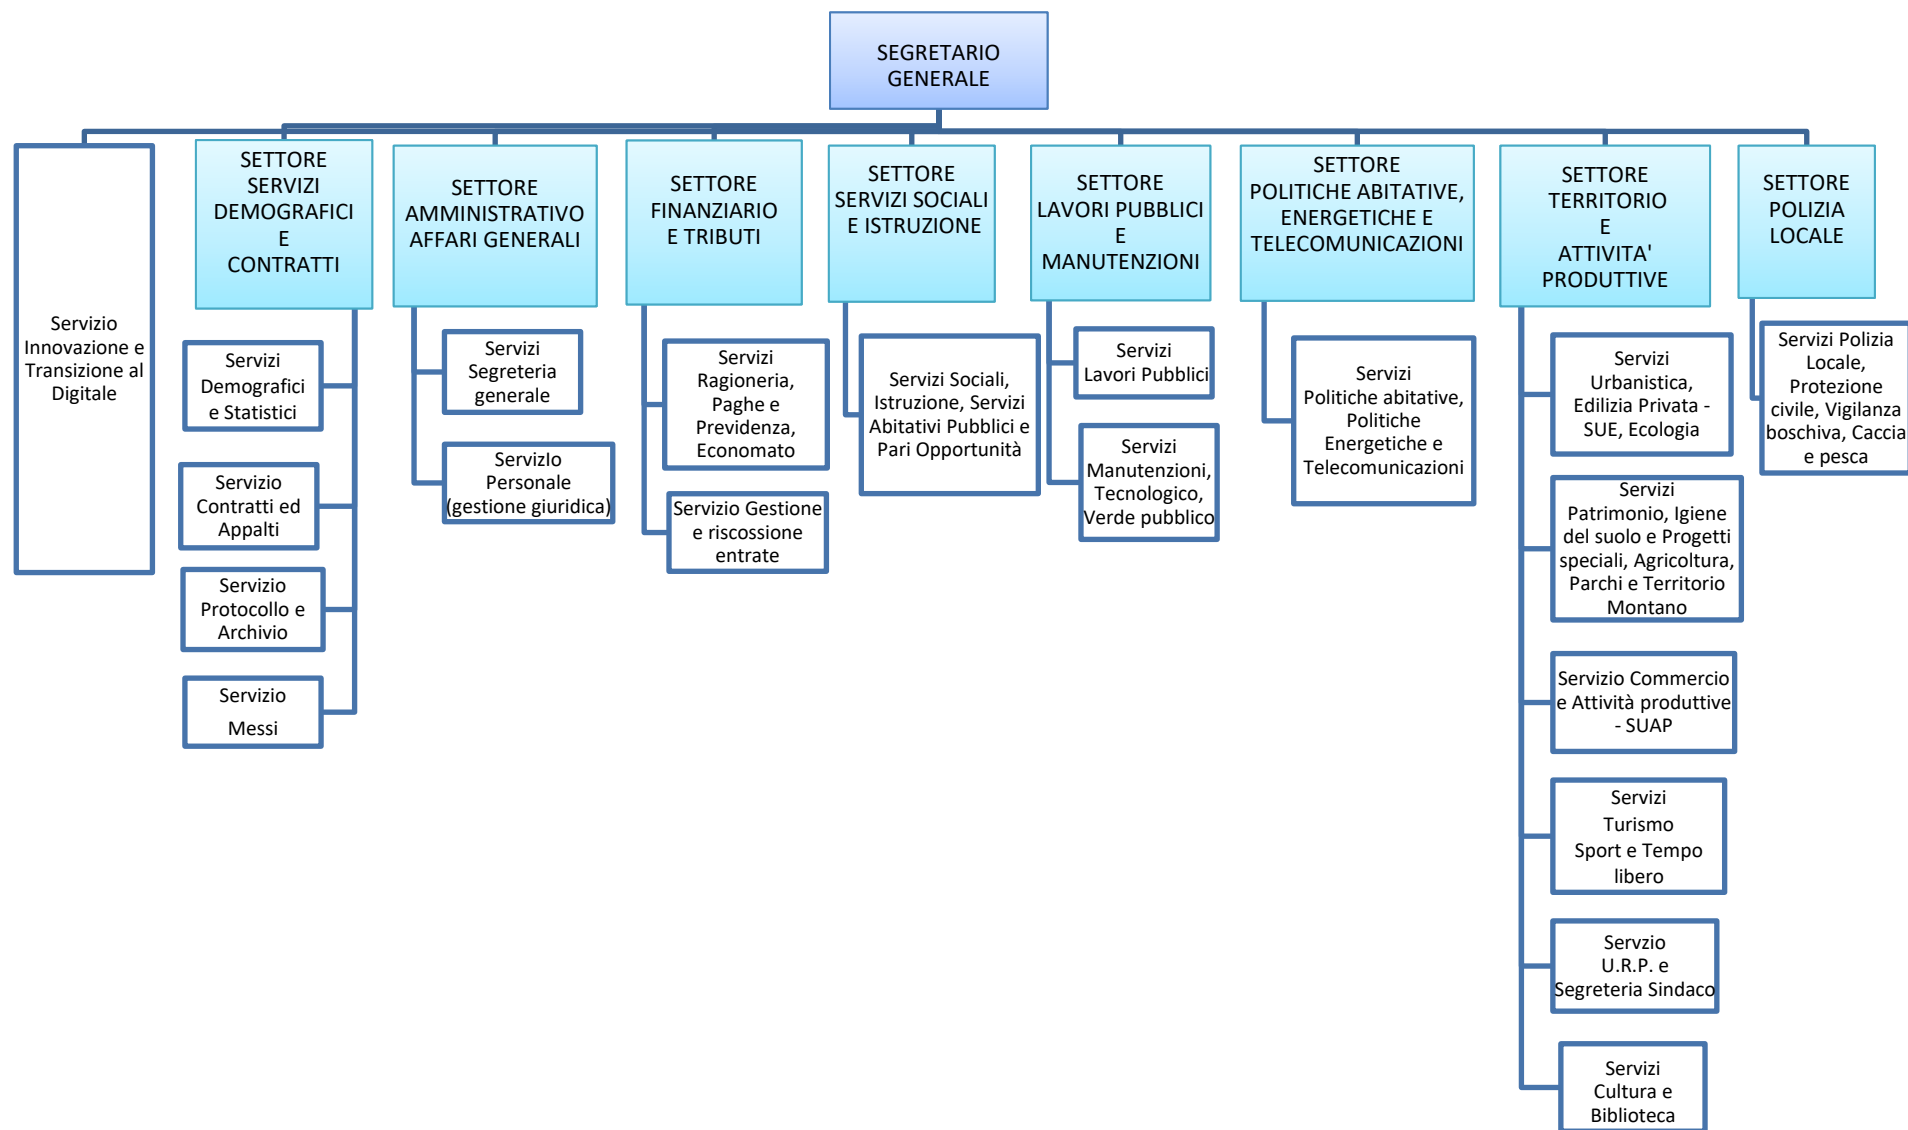 SEGRETARIO
GENERALE
Servizio
Innovazione e
Transizione al
Digitale
SETTORE
SERVIZI
DEMOGRAFICI
E
CONTRATTI
Servizi
Demografici
e Statistici
Servizio
Contratti ed
Appalti
Servizio
Protocollo e
Archivio
Servizio
Messi
SETTORE
AMMINISTRATIVO
AFFARI GENERALI
Servizi
Segreteria
generale
ServizIo
Personale
(gestione giuridica)
SETTORE
FINANZIARIO
E TRIBUTI
Servizi
Ragioneria,
Paghe e
Previdenza,
Economato
Servizio Gestione
e riscossione
entrate
SETTORE
SERVIZI SOCIALI
E ISTRUZIONE
Servizi Sociali,
Istruzione, Servizi
Abitativi Pubblici e
Pari Opportunità
SETTORE
LAVORI PUBBLICI
E
MANUTENZIONI
Servizi
Lavori Pubblici
Servizi
Manutenzioni,
Tecnologico,
Verde pubblico
SETTORE
POLITICHE ABITATIVE,
ENERGETICHE E
TELECOMUNICAZIONI
Servizi
Politiche abitative,
Politiche
Energetiche e
Telecomunicazioni
SETTORE
TERRITORIO
E
ATTIVITA'
PRODUTTIVE
Servizi
Urbanistica,
Edilizia Privata -
SUE, Ecologia
Servizi
Patrimonio, Igiene
del suolo e Progetti
speciali, Agricoltura,
Parchi e Territorio
Montano
Servizio Commercio
e Attività produttive
- SUAP
Servizi
Turismo
Sport e Tempo
libero
Servzio
U.R.P. e
Segreteria Sindaco
Servizi
Cultura e
Biblioteca
SETTORE
POLIZIA
LOCALE
Servizi Polizia
Locale,
Protezione
civile, Vigilanza
boschiva, Caccia
e pesca